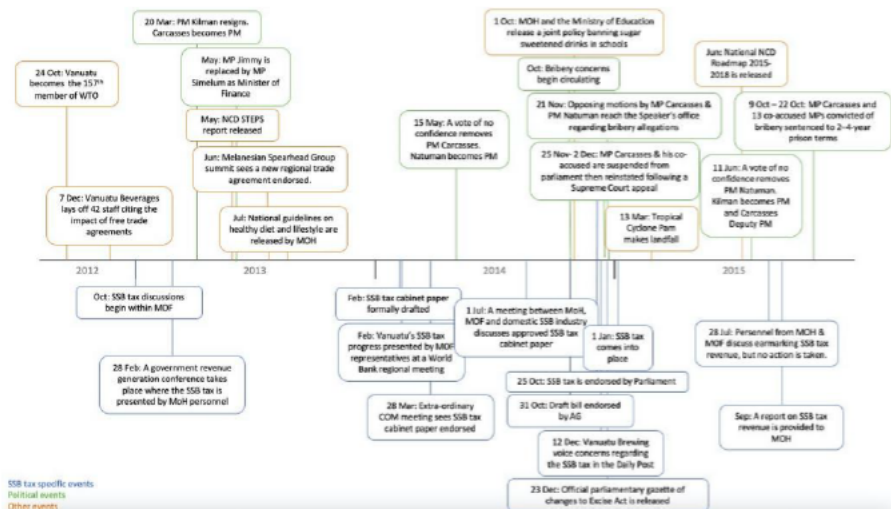 20 Mar: PM Kilman resigns.
Carcasses becomes PM
1 Oct: MOH and the Ministry of Education
release a joint policy banning sugar
sweetened drinks in schools
24 Oct: Vanuatu
becomes the 157th
member of WTO
May: MP Jimmy is
replaced by MP
Simelum as Minister of
Finance
Oct: Bribery concerns
begin circulating
Jun: National NCD
Roadmap 2015-
2018 is released
May: NCD STEPS
report released
15 May: A vote of no
confidence removes
PM Carcasses.
Natuman becomes PM
21 Nov: Opposing motions by MP Carcasses &
PM Natuman reach the Speaker's office
regarding bribery allegations
9 Oct – 22 Oct: MP Carcasses and
13 co-accused MPs convicted of
bribery sentenced to 2–4-year
prison terms
Jun: Melanesian Spearhead Group
summit sees a new regional trade
agreement endorsed.
25 Nov- 2 Dec: MP Carcasses & his co-
accused are suspended from
parliament then reinstated following a
Supreme Court appeal
11 Jun: A vote of no
confidence removes
PM Natuman.
Kilman becomes PM
and Carcasses
Deputy PM
7 Dec: Vanuatu Beverages
lays off 42 staff citing the
impact of free trade
agreements
Jul: National guidelines on
healthy diet and lifestyle are
released by MOH
13 Mar: Tropical
Cyclone Pam
makes landfall
2012
2013
2014
2015
Oct: SSB tax discussions
begin within MOF
Feb: SSB tax cabinet paper
formally drafted
1 Jul: A meeting between MoH,
MOF and domestic SSB industry
discusses approved SSB tax
cabinet paper
1 Jan: SSB tax
comes into
place
28 Jul: Personnel from MOH &
MOF discuss earmarking SSB tax
revenue, but no action is taken.
Feb: Vanuatu's SSB tax
progress presented by MOF
representatives at a World
Bank regional meeting
28 Feb: A government revenue
generation conference takes
place where the SSB tax is
presented by MoH personnel
25 Oct: SSB tax is endorsed by Parliament
28 Mar: Extra-ordinary
COM meeting sees SSB tax
cabinet paper endorsed
31 Oct: Draft bill endorsed
by AG
Sep: A report on SSB tax
revenue is provided to
MOH
12 Dec: Vanuatu Brewing
voice concerns regarding
the SSB tax in the Daily Post
23 Dec: Official parliamentary gazette of
changes to Excise Act is released
SSB tax specific events
Political events
Other events